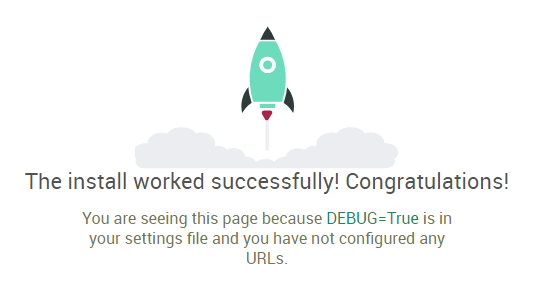 The install worked successfully! Congratulations!
You are seeing this page because DEBUG=True is in
your settings file and you have not configured any
URLs.